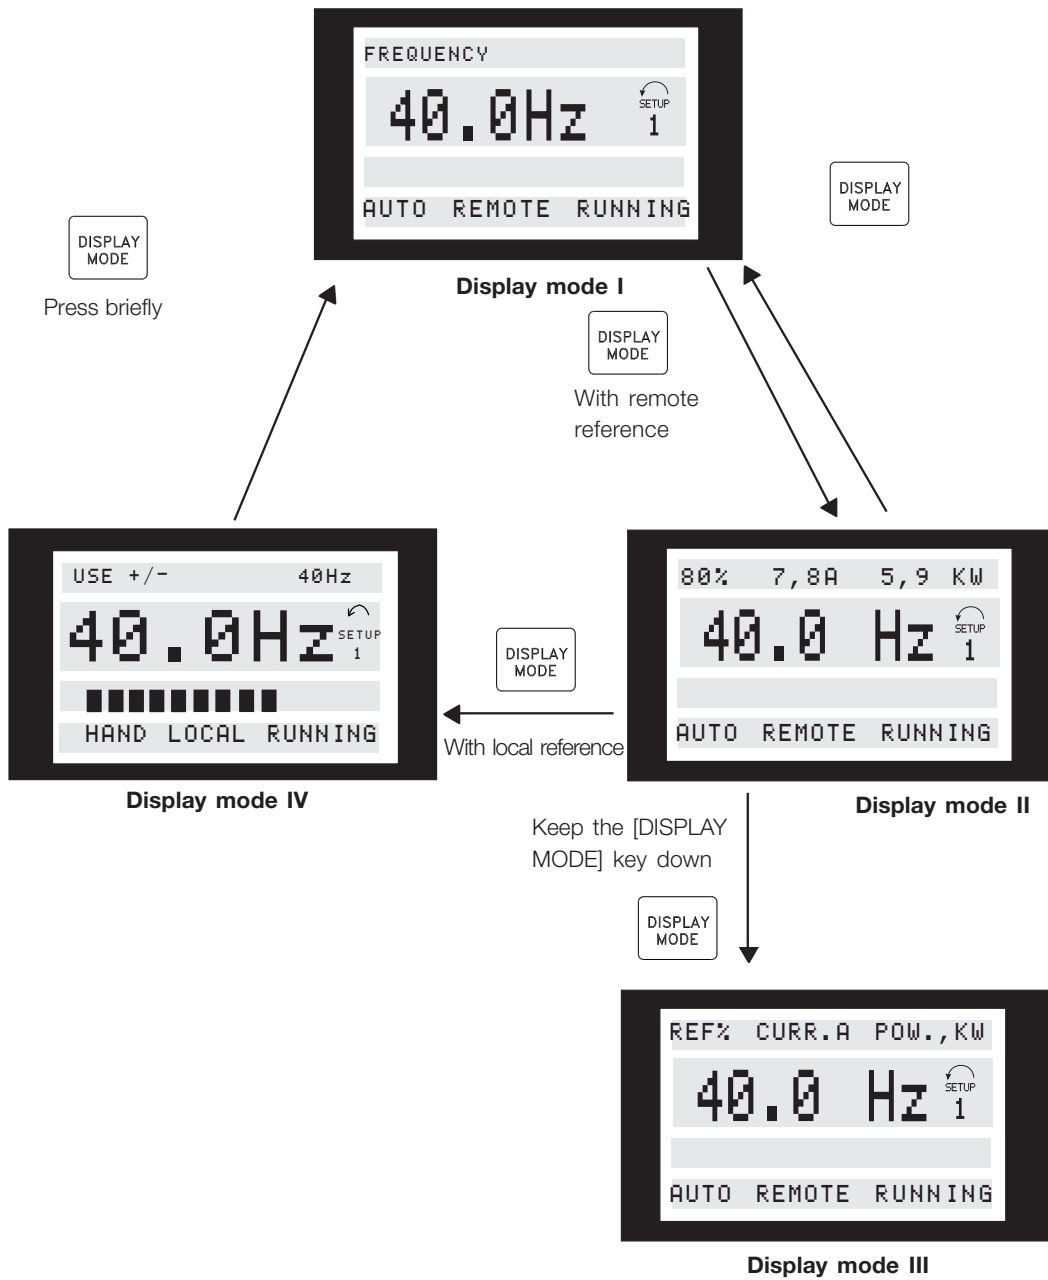 FREQUENCY
40.0Hz
SETUP
1
AUTO REMOTE RUNNING
Display mode I
DISPLAY
MODE
Press briefly
DISPLAY
MODE
DISPLAY
MODE
With remote
reference
USE +/- 40Hz
40.0Hz
SETUP
1
HAND LOCAL RUNNING
Display mode IV
DISPLAY
MODE
With local reference
80% 7,8A 5,9 KW
40.0 Hz
SETUP
1
AUTO REMOTE RUNNING
Display mode II
Keep the [DISPLAY
MODE] key down
DISPLAY
MODE
REF% CURR.A POW.,KW
40.0 Hz
SETUP
1
AUTO REMOTE RUNNING
Display mode III